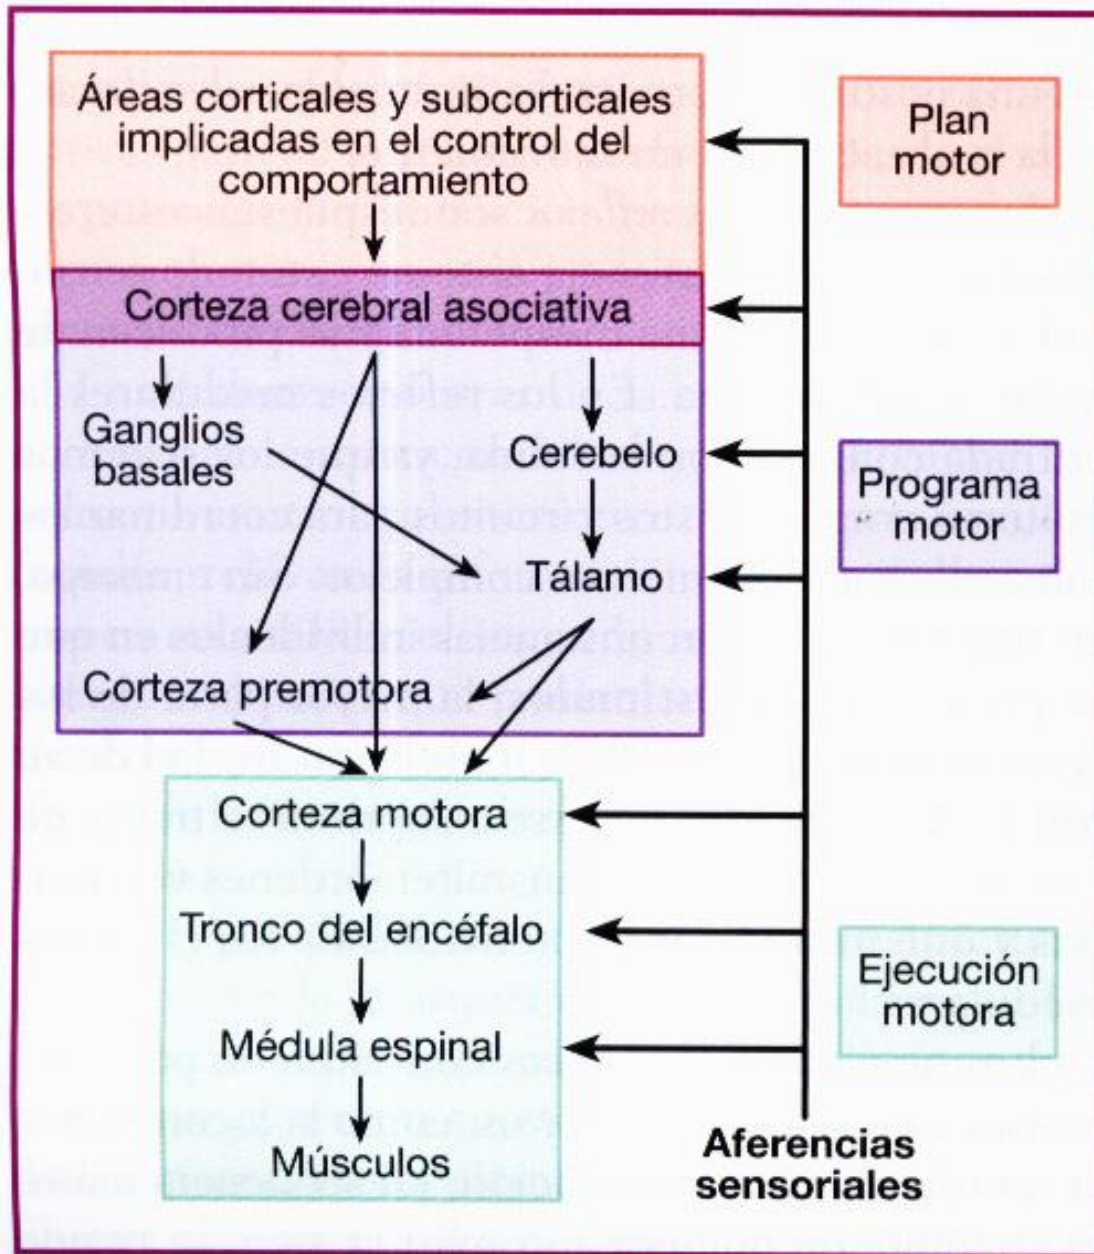 Áreas corticales y subcorticales
implicadas en el control del
comportamiento
Plan
motor
Corteza cerebral asociativa
Ganglios
basales
Cerebelo
Programa
motor
Tálamo
Corteza premotora
Corteza motora
Tronco del encéfalo
Ejecución
motora
Médula espinal
Músculos
Aferencias
sensoriales